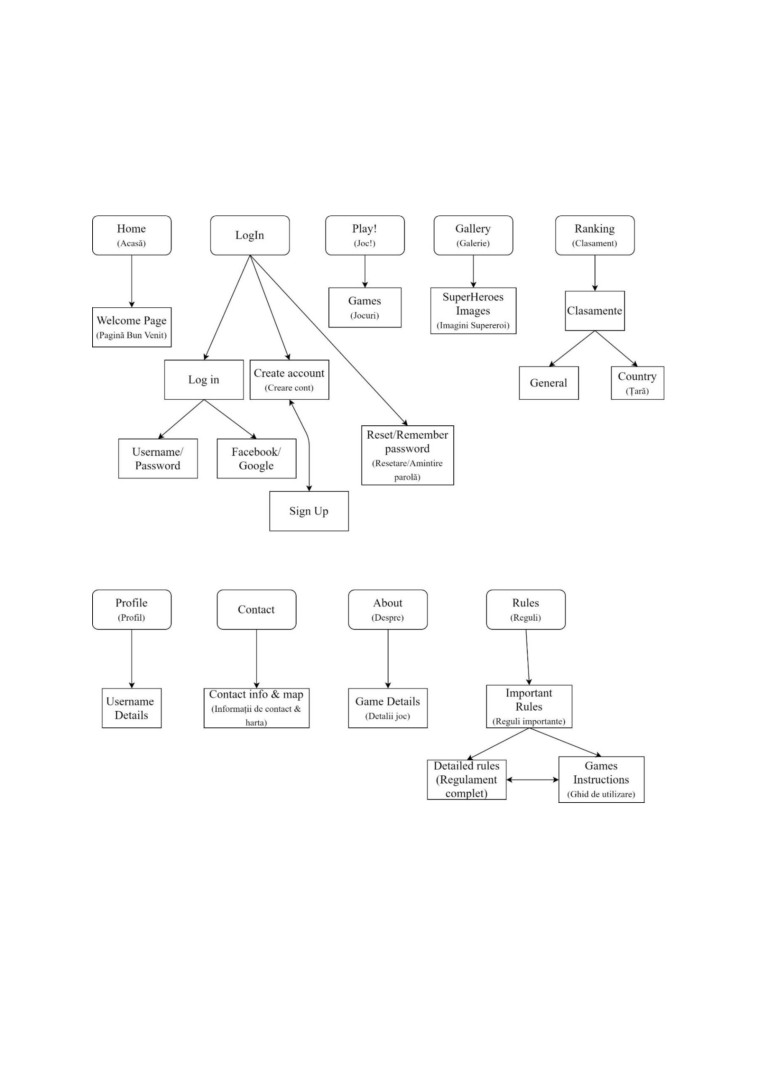 Home
(Acasă)
LogIn
Play!
(Joc!)
Gallery
(Galerie)
Ranking
(Clasament)
Welcome Page
(Pagină Bun Venit)
Games
(Jocuri)
SuperHeroes
Images
(Imagini Supereroi)
Clasamente
Log in
Create account
(Creare cont)
General
Country
(Țară)
Username/
Password
Facebook/
Google
Reset/Remember
password
(Resetare/Amintire
parolă)
Sign Up
Profile
(Profil)
Contact
About
(Despre)
Rules
(Reguli)
Username
Details
Contact info & map
(Informații de contact &
harta)
Game Details
(Detalii joc)
Important
Rules
(Reguli importante)
Detailed rules
(Regulament
complet)
Games
Instructions
(Ghid de utilizare)